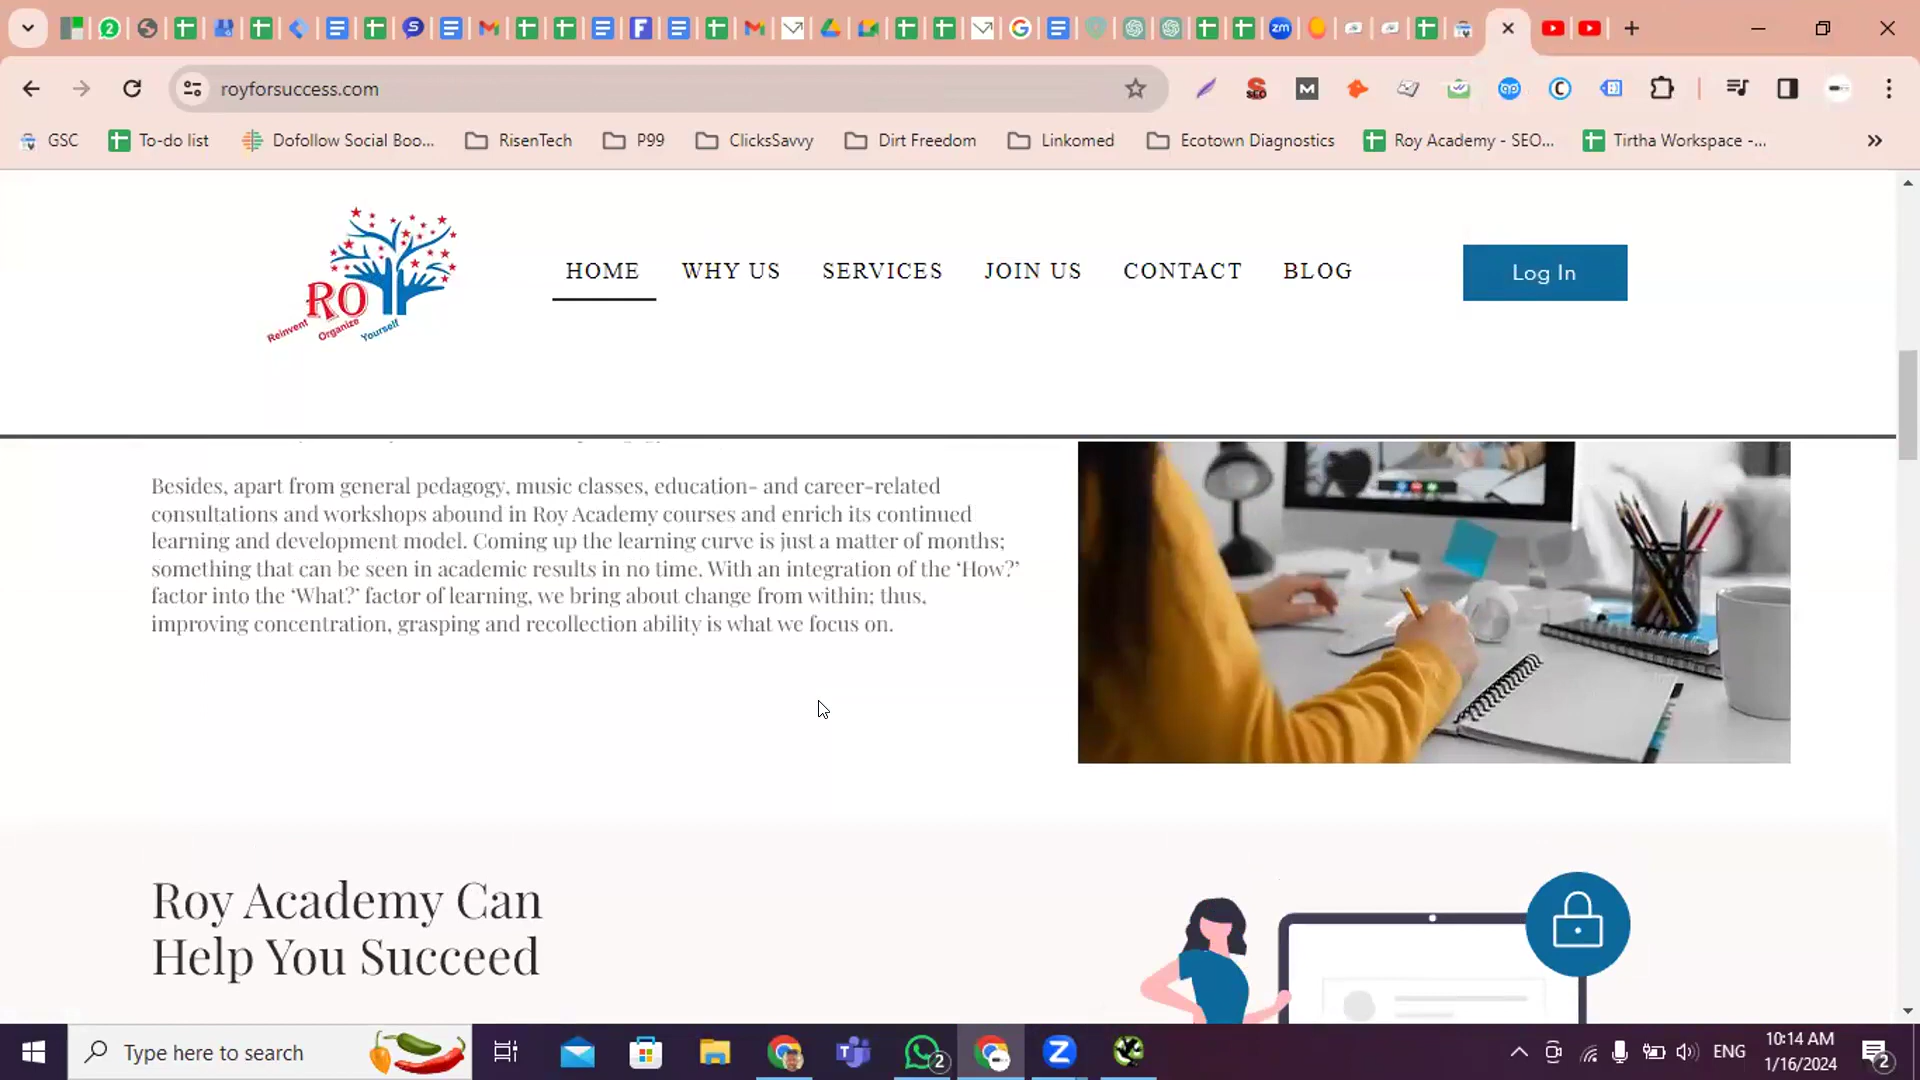 royforsuccess.com
GSC
To-do list
Dofollow Social Boo...
RisenTech
P99
ClicksSavvy
Dirt Freedom
Linkomed
Ecotown Diagnostics
Roy Academy - SEO...
Tirtha Workspace -...
ROY
Reinvent Organize Yourself
HOME
WHY US
SERVICES
JOIN US
CONTACT
BLOG
Log In
Besides, apart from general pedagogy, music classes, education- and career-related
consultations and workshops abound in Roy Academy courses and enrich its continued
learning and development model. Coming up the learning curve is just a matter of months;
something that can be seen in academic results in no time. With an integration of the ‘How?’
factor into the ‘What?’ factor of learning, we bring about change from within; thus,
improving concentration, grasping and recollection ability is what we focus on.
Roy Academy Can
Help You Succeed
Type here to search
2
ENG
10:14 AM
1/16/2024
2